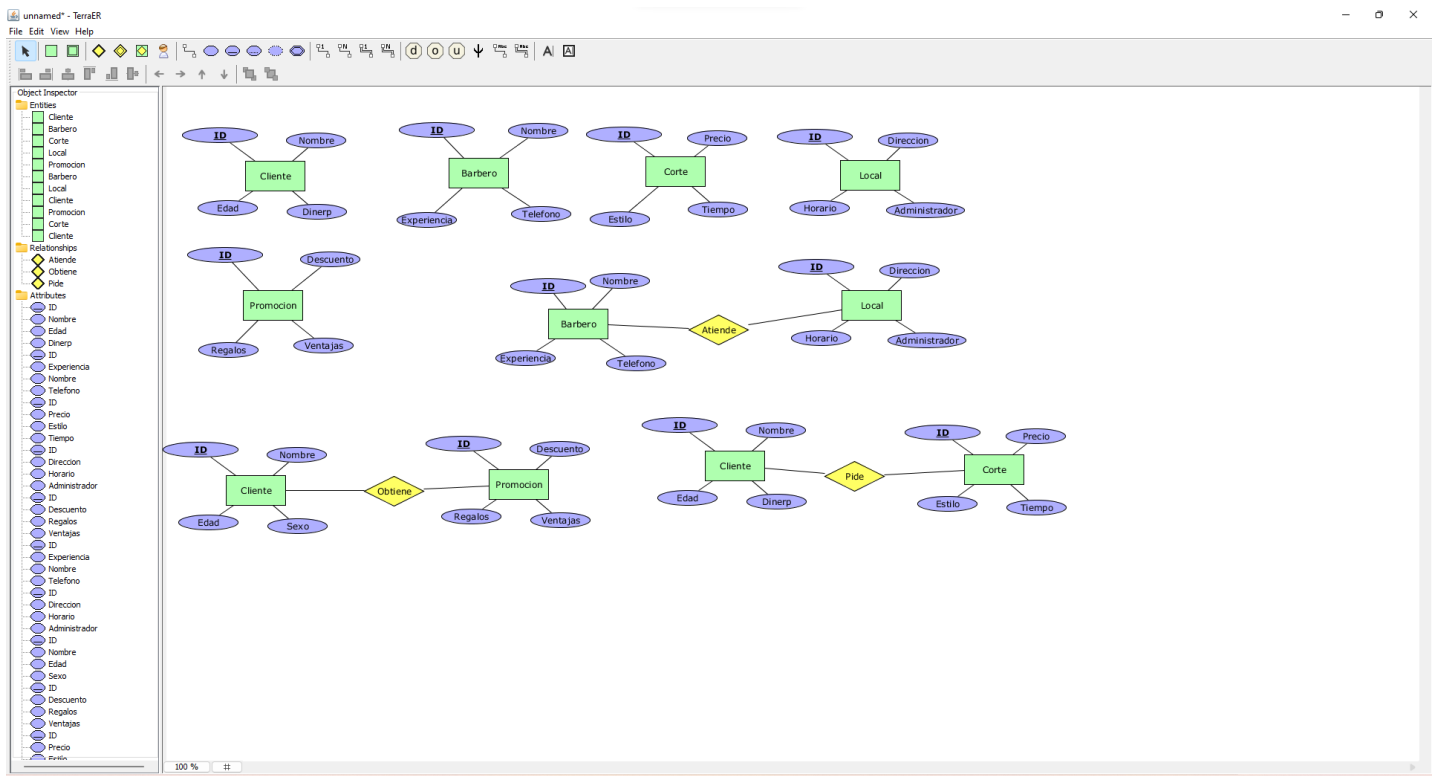 unnamed* - TerraER
File Edit View Help
Object Inspector
Entities
Cliente
Barbero
Corte
Local
Promocion
Barbero
Local
Cliente
Promocion
Corte
Cliente
Relationships
Atiende
Obtiene
Pide
Attributes
ID
Nombre
Edad
Dinerp
ID
Experiencia
Nombre
Telefono
ID
Precio
Estilo
Tiempo
ID
Direccion
Horario
Administrador
ID
Descuento
Regalos
Ventajas
ID
Experiencia
Nombre
Telefono
ID
Direccion
Horario
Administrador
ID
Nombre
Edad
Sexo
ID
Descuento
Regalos
Ventajas
ID
Precio
Estilo
ID
Nombre
Cliente
Edad
Dinerp
ID
Nombre
Barbero
Experiencia
Telefono
ID
Precio
Corte
Estilo
Tiempo
ID
Direccion
Local
Horario
Administrador
ID
Descuento
Promocion
Regalos
Ventajas
ID
Nombre
Barbero
Experiencia
Telefono
Atiende
ID
Direccion
Local
Horario
Administrador
ID
Nombre
Cliente
Edad
Sexo
Obtiene
ID
Descuento
Promocion
Regalos
Ventajas
ID
Nombre
Cliente
Edad
Dinerp
Pide
ID
Precio
Corte
Estilo
Tiempo
100 %